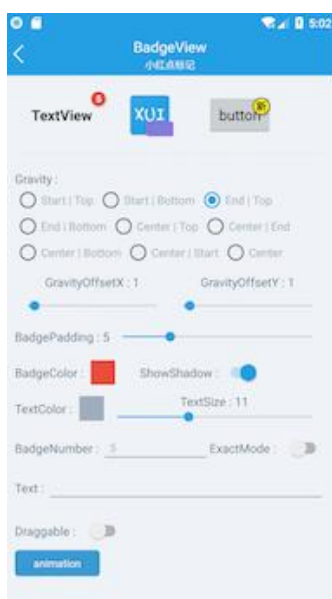 5:02
BadgeView
小红点标记
TextView
5
XUI
button
新
Gravity :
Start | Top
Start | Bottom
End | Top
End | Bottom
Center | Top
Center | End
Center | Bottom
Center | Start
Center
GravityOffsetX : 1
GravityOffsetY : 1
BadgePadding : 5
BadgeColor :
ShowShadow :
TextColor :
TextSize : 11
BadgeNumber : 5
ExactMode :
Text :
Draggable :
animation